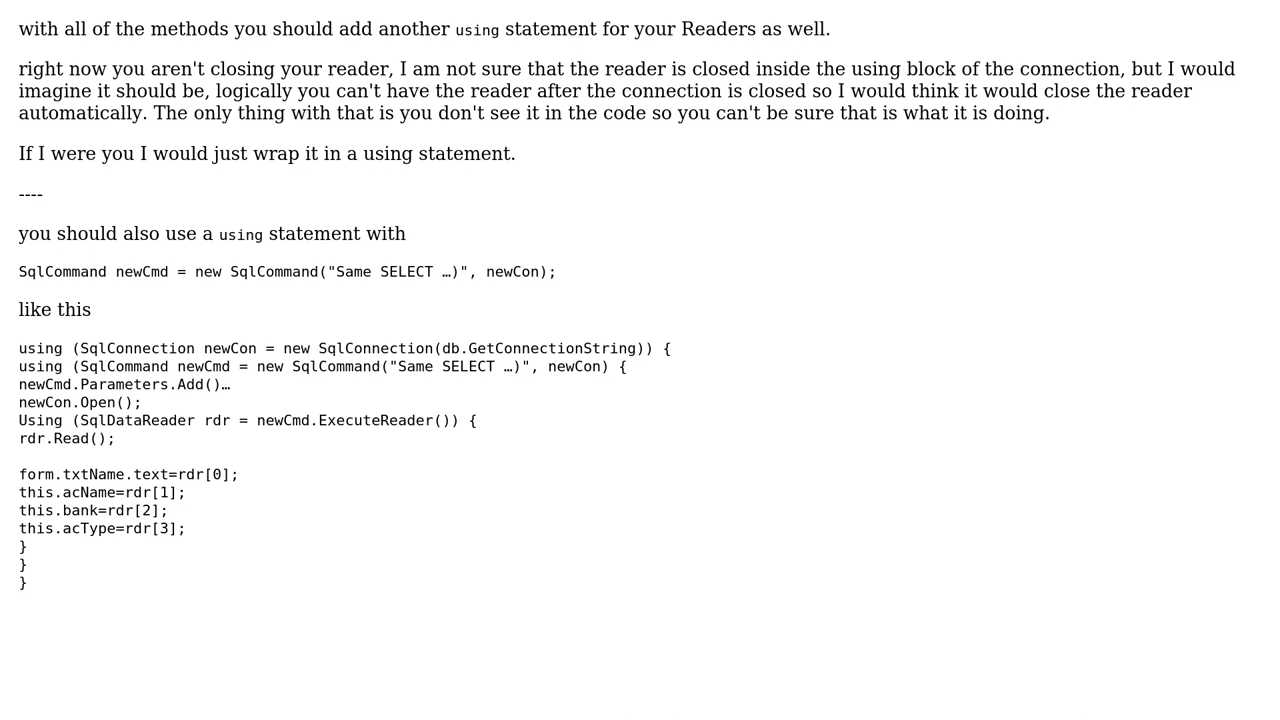 with all of the methods you should add another using statement for your Readers as well.
right now you aren't closing your reader, I am not sure that the reader is closed inside the using block of the connection, but I would
imagine it should be, logically you can't have the reader after the connection is closed so I would think it would close the reader
automatically. The only thing with that is you don't see it in the code so you can't be sure that is what it is doing.
If I were you I would just wrap it in a using statement.
----
you should also use a using statement with
SqlCommand newCmd = new SqlCommand("Same SELECT …)", newCon);
like this
using (SqlConnection newCon = new SqlConnection(db.GetConnectionString)) {
using (SqlCommand newCmd = new SqlCommand("Same SELECT …)", newCon) {
newCmd.Parameters.Add()…
newCon.Open();
Using (SqlDataReader rdr = newCmd.ExecuteReader()) {
rdr.Read();
form.txtName.text=rdr[0];
this.acName=rdr[1];
this.bank=rdr[2];
this.acType=rdr[3];
}
}
}